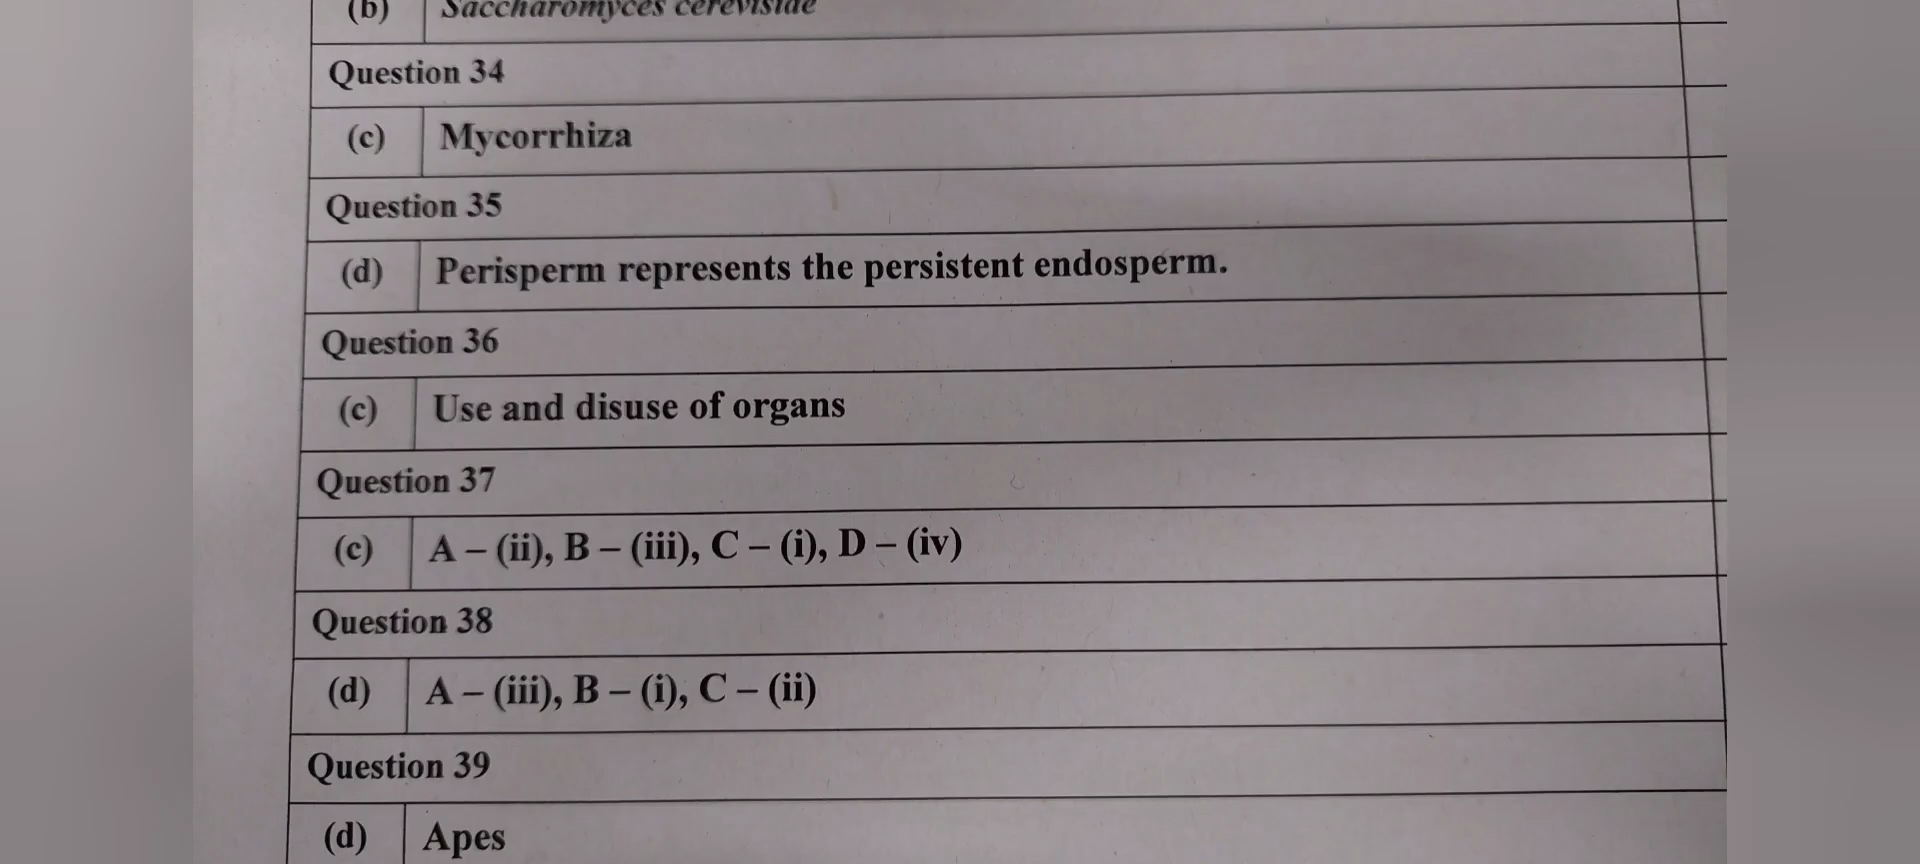 (b) Saccharomyces cerevisiae
Question 34
(c) Mycorrhiza
Question 35
(d) Perisperm represents the persistent endosperm.
Question 36
(c) Use and disuse of organs
Question 37
(c) A – (ii), B – (iii), C – (i), D – (iv)
Question 38
(d) A – (iii), B – (i), C – (ii)
Question 39
(d) Apes